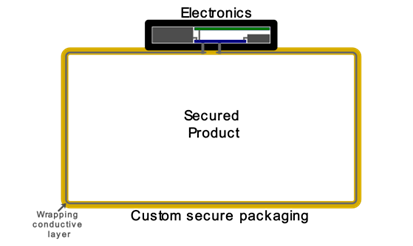 Electronics
Secured
Product
Wrapping
conductive
layer
Custom secure packaging